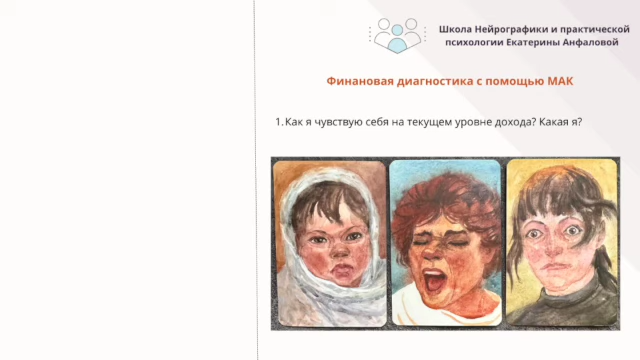 Школа Нейрографики и практической
психологии Екатерины Анфаловой
Финановая диагностика с помощью МАК
1. Как я чувствую себя на текущем уровне дохода? Какая я?